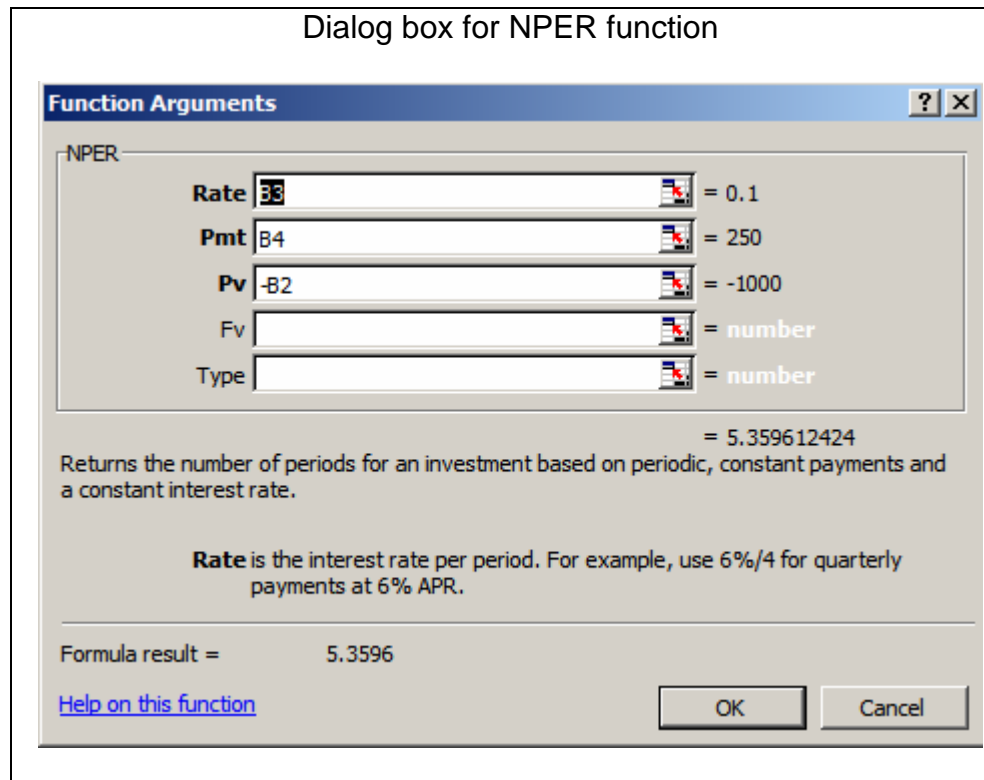 Dialog box for NPER function
Function Arguments
NPER
Rate B3 = 0.1
Pmt B4 = 250
Pv -B2 = -1000
Fv = number
Type = number
= 5.359612424
Returns the number of periods for an investment based on periodic, constant payments and
a constant interest rate.
Rate is the interest rate per period. For example, use 6%/4 for quarterly
payments at 6% APR.
Formula result = 5.3596
Help on this function OK Cancel